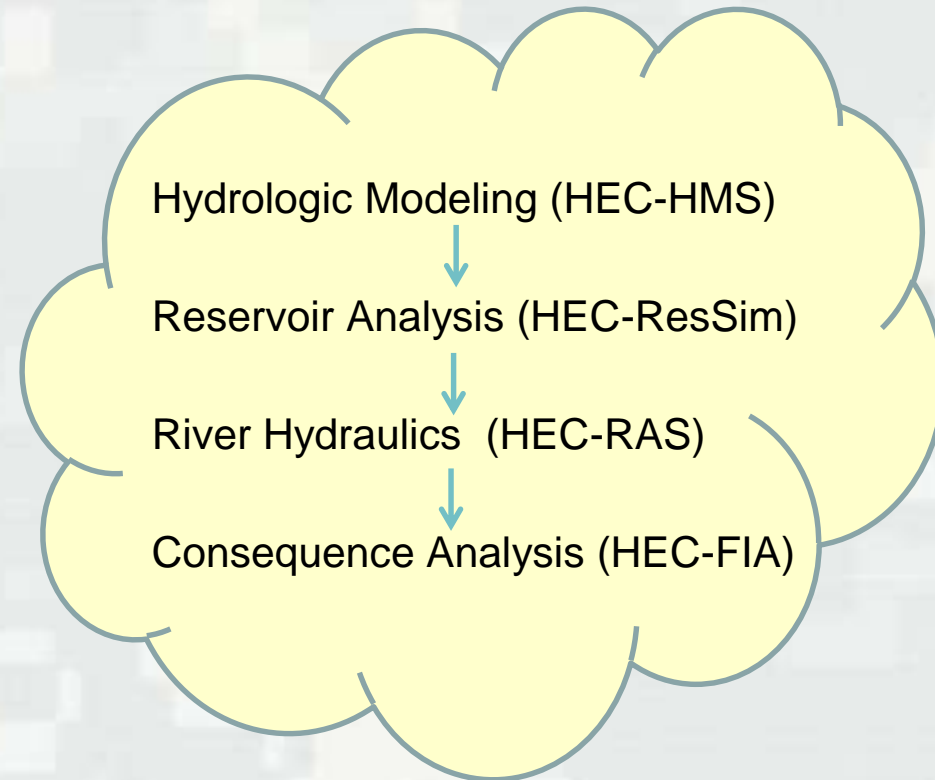 Hydrologic Modeling (HEC-HMS)
Reservoir Analysis (HEC-ResSim)
River Hydraulics (HEC-RAS)
Consequence Analysis (HEC-FIA)